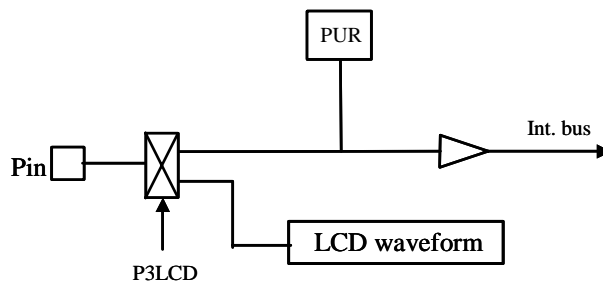 PUR
Int. bus
Pin
LCD waveform
P3LCD